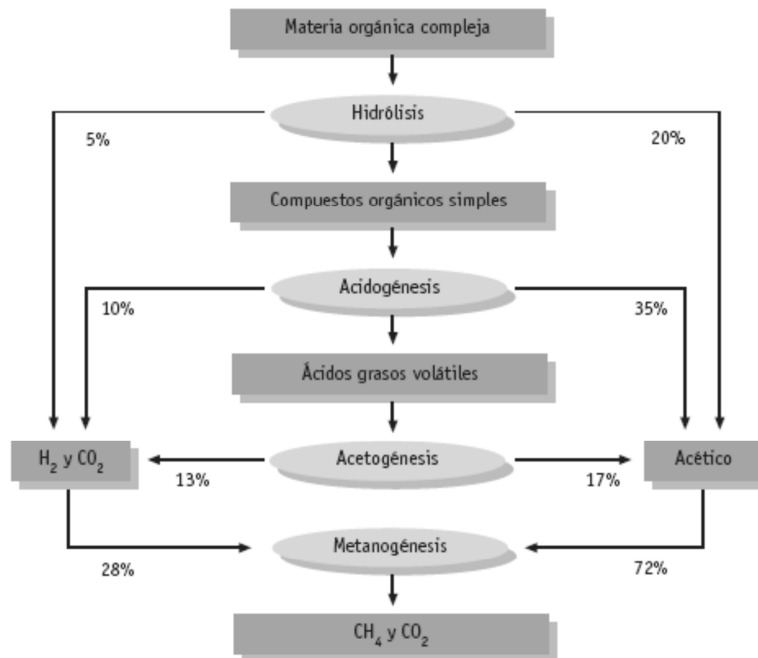 Materia orgánica compleja
Hidrólisis
5%
20%
Compuestos orgánicos simples
Acidogénesis
10%
35%
Ácidos grasos volátiles
H₂ y CO₂
Acetogénesis
Acético
13%
17%
Metanogénesis
28%
72%
CH₄ y CO₂